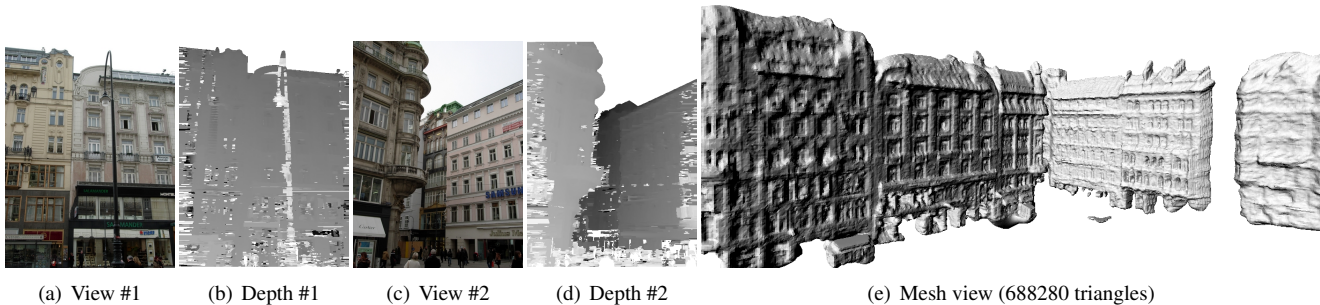 (a) View #1
(b) Depth #1
(c) View #2
(d) Depth #2
(e) Mesh view (688280 triangles)